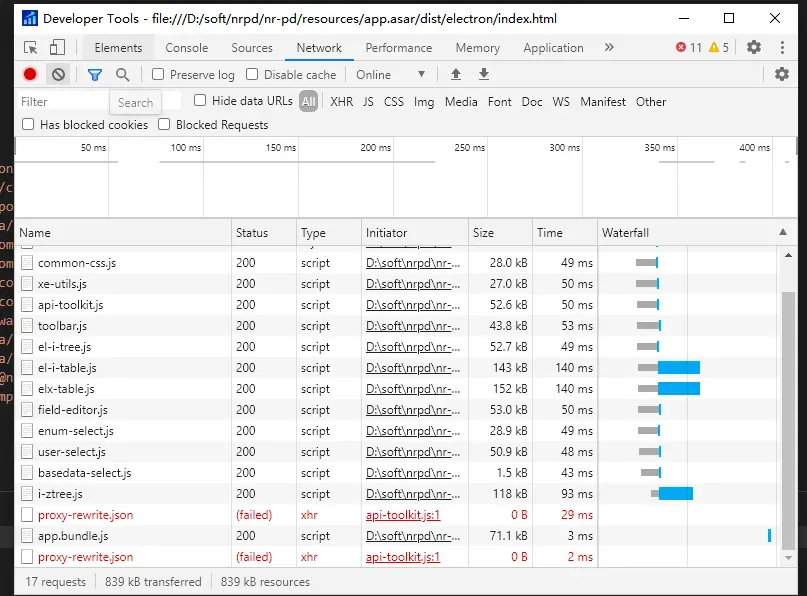 Developer Tools - file:///D:/soft/nrpd/nr-pd/resources/app.asar/dist/electron/index.html
Elements Console Sources Network Performance Memory Application » 11 5
Preserve log Disable cache Online
Filter Search Hide data URLs All XHR JS CSS Img Media Font Doc WS Manifest Other
Has blocked cookies Blocked Requests
50 ms 100 ms 150 ms 200 ms 250 ms 300 ms 350 ms 400 ms
Name Status Type Initiator Size Time Waterfall
common-css.js 200 script D:\soft\nrpd\nr-... 28.0 kB 49 ms
xe-utils.js 200 script D:\soft\nrpd\nr-... 27.0 kB 50 ms
api-toolkit.js 200 script D:\soft\nrpd\nr-... 52.6 kB 50 ms
toolbar.js 200 script D:\soft\nrpd\nr-... 43.8 kB 53 ms
el-i-tree.js 200 script D:\soft\nrpd\nr-... 52.7 kB 49 ms
el-i-table.js 200 script D:\soft\nrpd\nr-... 143 kB 140 ms
elx-table.js 200 script D:\soft\nrpd\nr-... 152 kB 140 ms
field-editor.js 200 script D:\soft\nrpd\nr-... 53.0 kB 50 ms
enum-select.js 200 script D:\soft\nrpd\nr-... 28.9 kB 49 ms
user-select.js 200 script D:\soft\nrpd\nr-... 50.9 kB 48 ms
basedata-select.js 200 script D:\soft\nrpd\nr-... 1.5 kB 43 ms
i-ztree.js 200 script D:\soft\nrpd\nr-... 118 kB 93 ms
proxy-rewrite.json (failed) xhr api-toolkit.js:1 0 B 29 ms
app.bundle.js 200 script D:\soft\nrpd\nr-... 71.1 kB 3 ms
proxy-rewrite.json (failed) xhr api-toolkit.js:1 0 B 2 ms
17 requests 839 kB transferred 839 kB resources